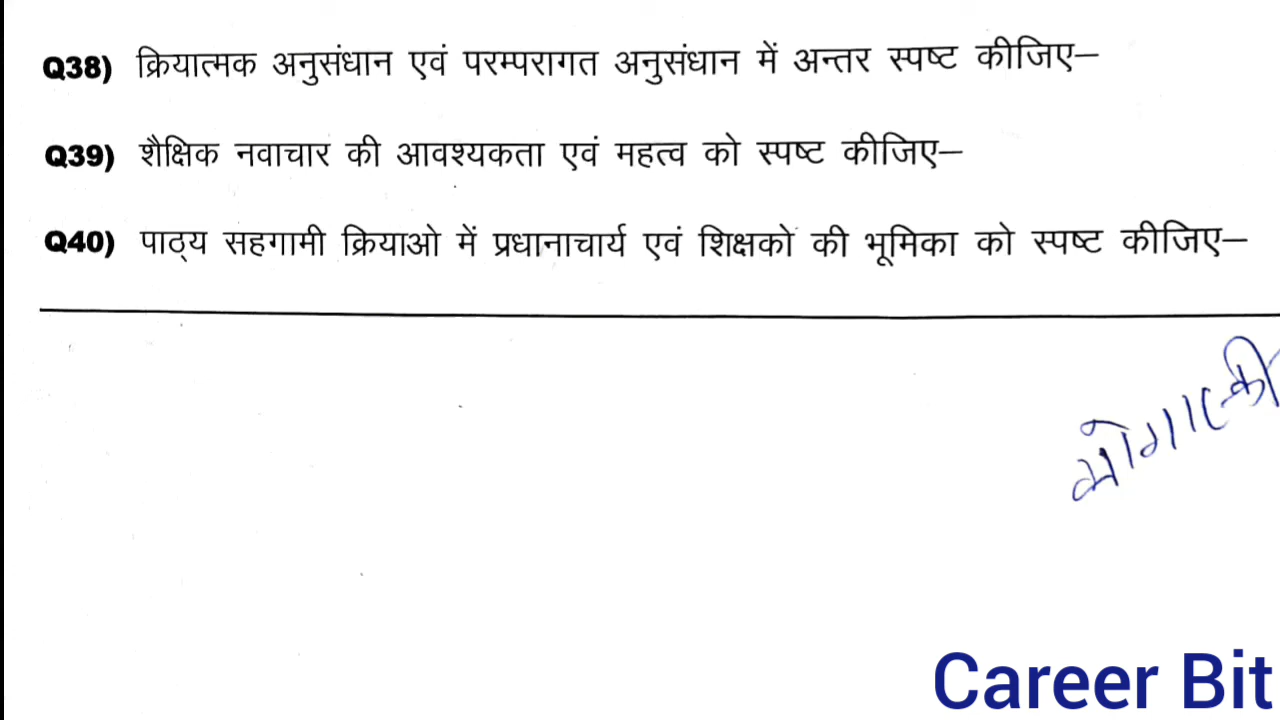 Q38) क्रियात्मक अनुसंधान एवं परम्परागत अनुसंधान में अन्तर स्पष्ट कीजिए–
Q39) शैक्षिक नवाचार की आवश्यकता एवं महत्व को स्पष्ट कीजिए–
Q40) पाठ्य सहगामी क्रियाओ में प्रधानाचार्य एवं शिक्षको की भूमिका को स्पष्ट कीजिए–
Career Bit